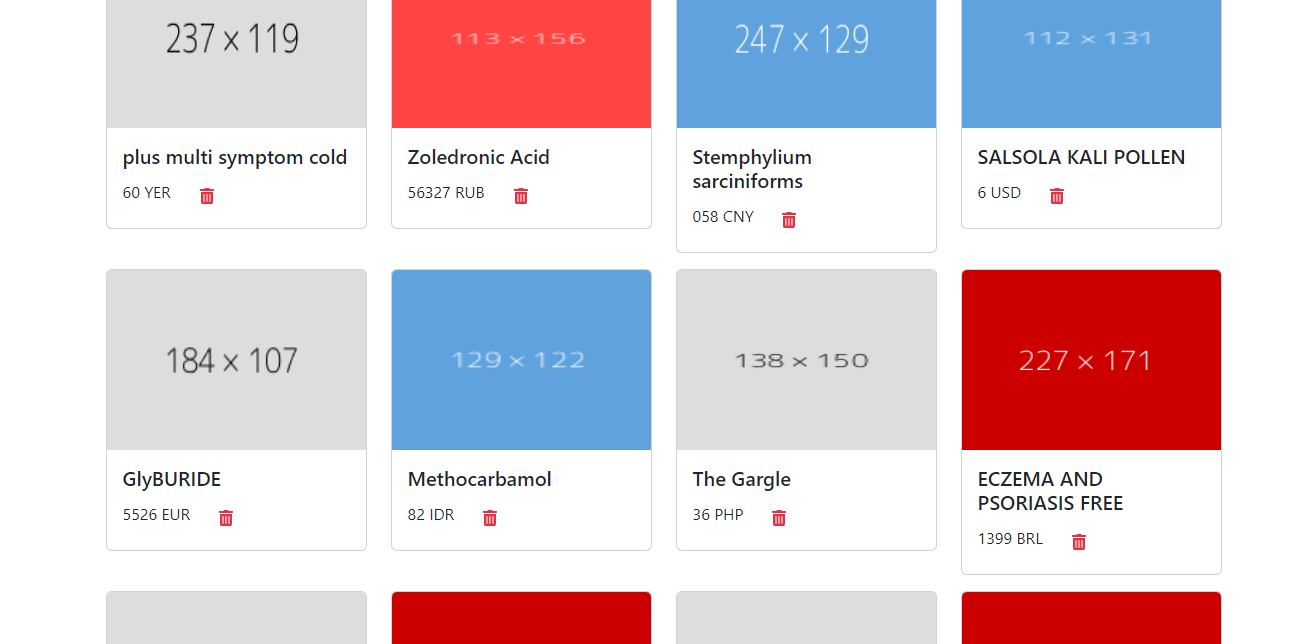 237 x 119
113 × 156
247 x 129
112 × 131
plus multi symptom cold
60 YER
Zoledronic Acid
56327 RUB
Stemphylium
sarciniforms
058 CNY
SALSOLA KALI POLLEN
6 USD
184 x 107
129 × 122
138 × 150
227 × 171
GlyBURIDE
5526 EUR
Methocarbamol
82 IDR
The Gargle
36 PHP
ECZEMA AND
PSORIASIS FREE
1399 BRL